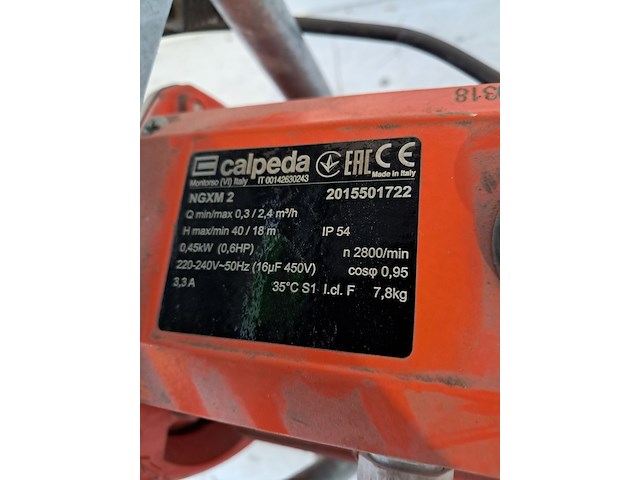 calpeda EAC CE
Montorso (VI) Italy IT 00142630243 Made in Italy
NGXM 2 2015501722
Q min/max 0,3 / 2,4 m³/h
H max/min 40 / 18 m IP 54
0,45kW (0,6HP) n 2800/min
220-240V~50Hz (16µF 450V) cosφ 0,95
3,3 A 35°C S1 I.cl. F 7,8kg